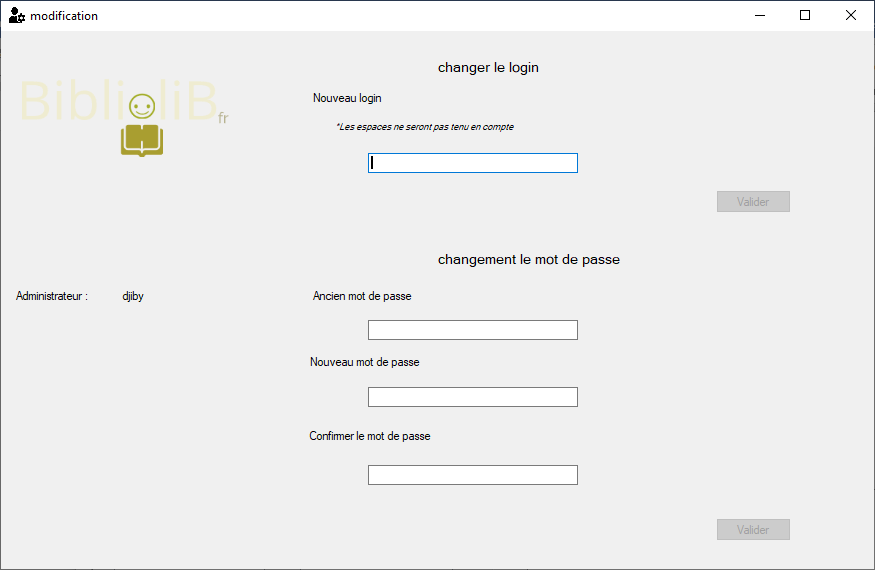 modification
changer le login
BiblioliB
fr
Nouveau login
*Les espaces ne seront pas tenu en compte
Valider
changement le mot de passe
Administrateur : djiby
Ancien mot de passe
Nouveau mot de passe
Confirmer le mot de passe
Valider